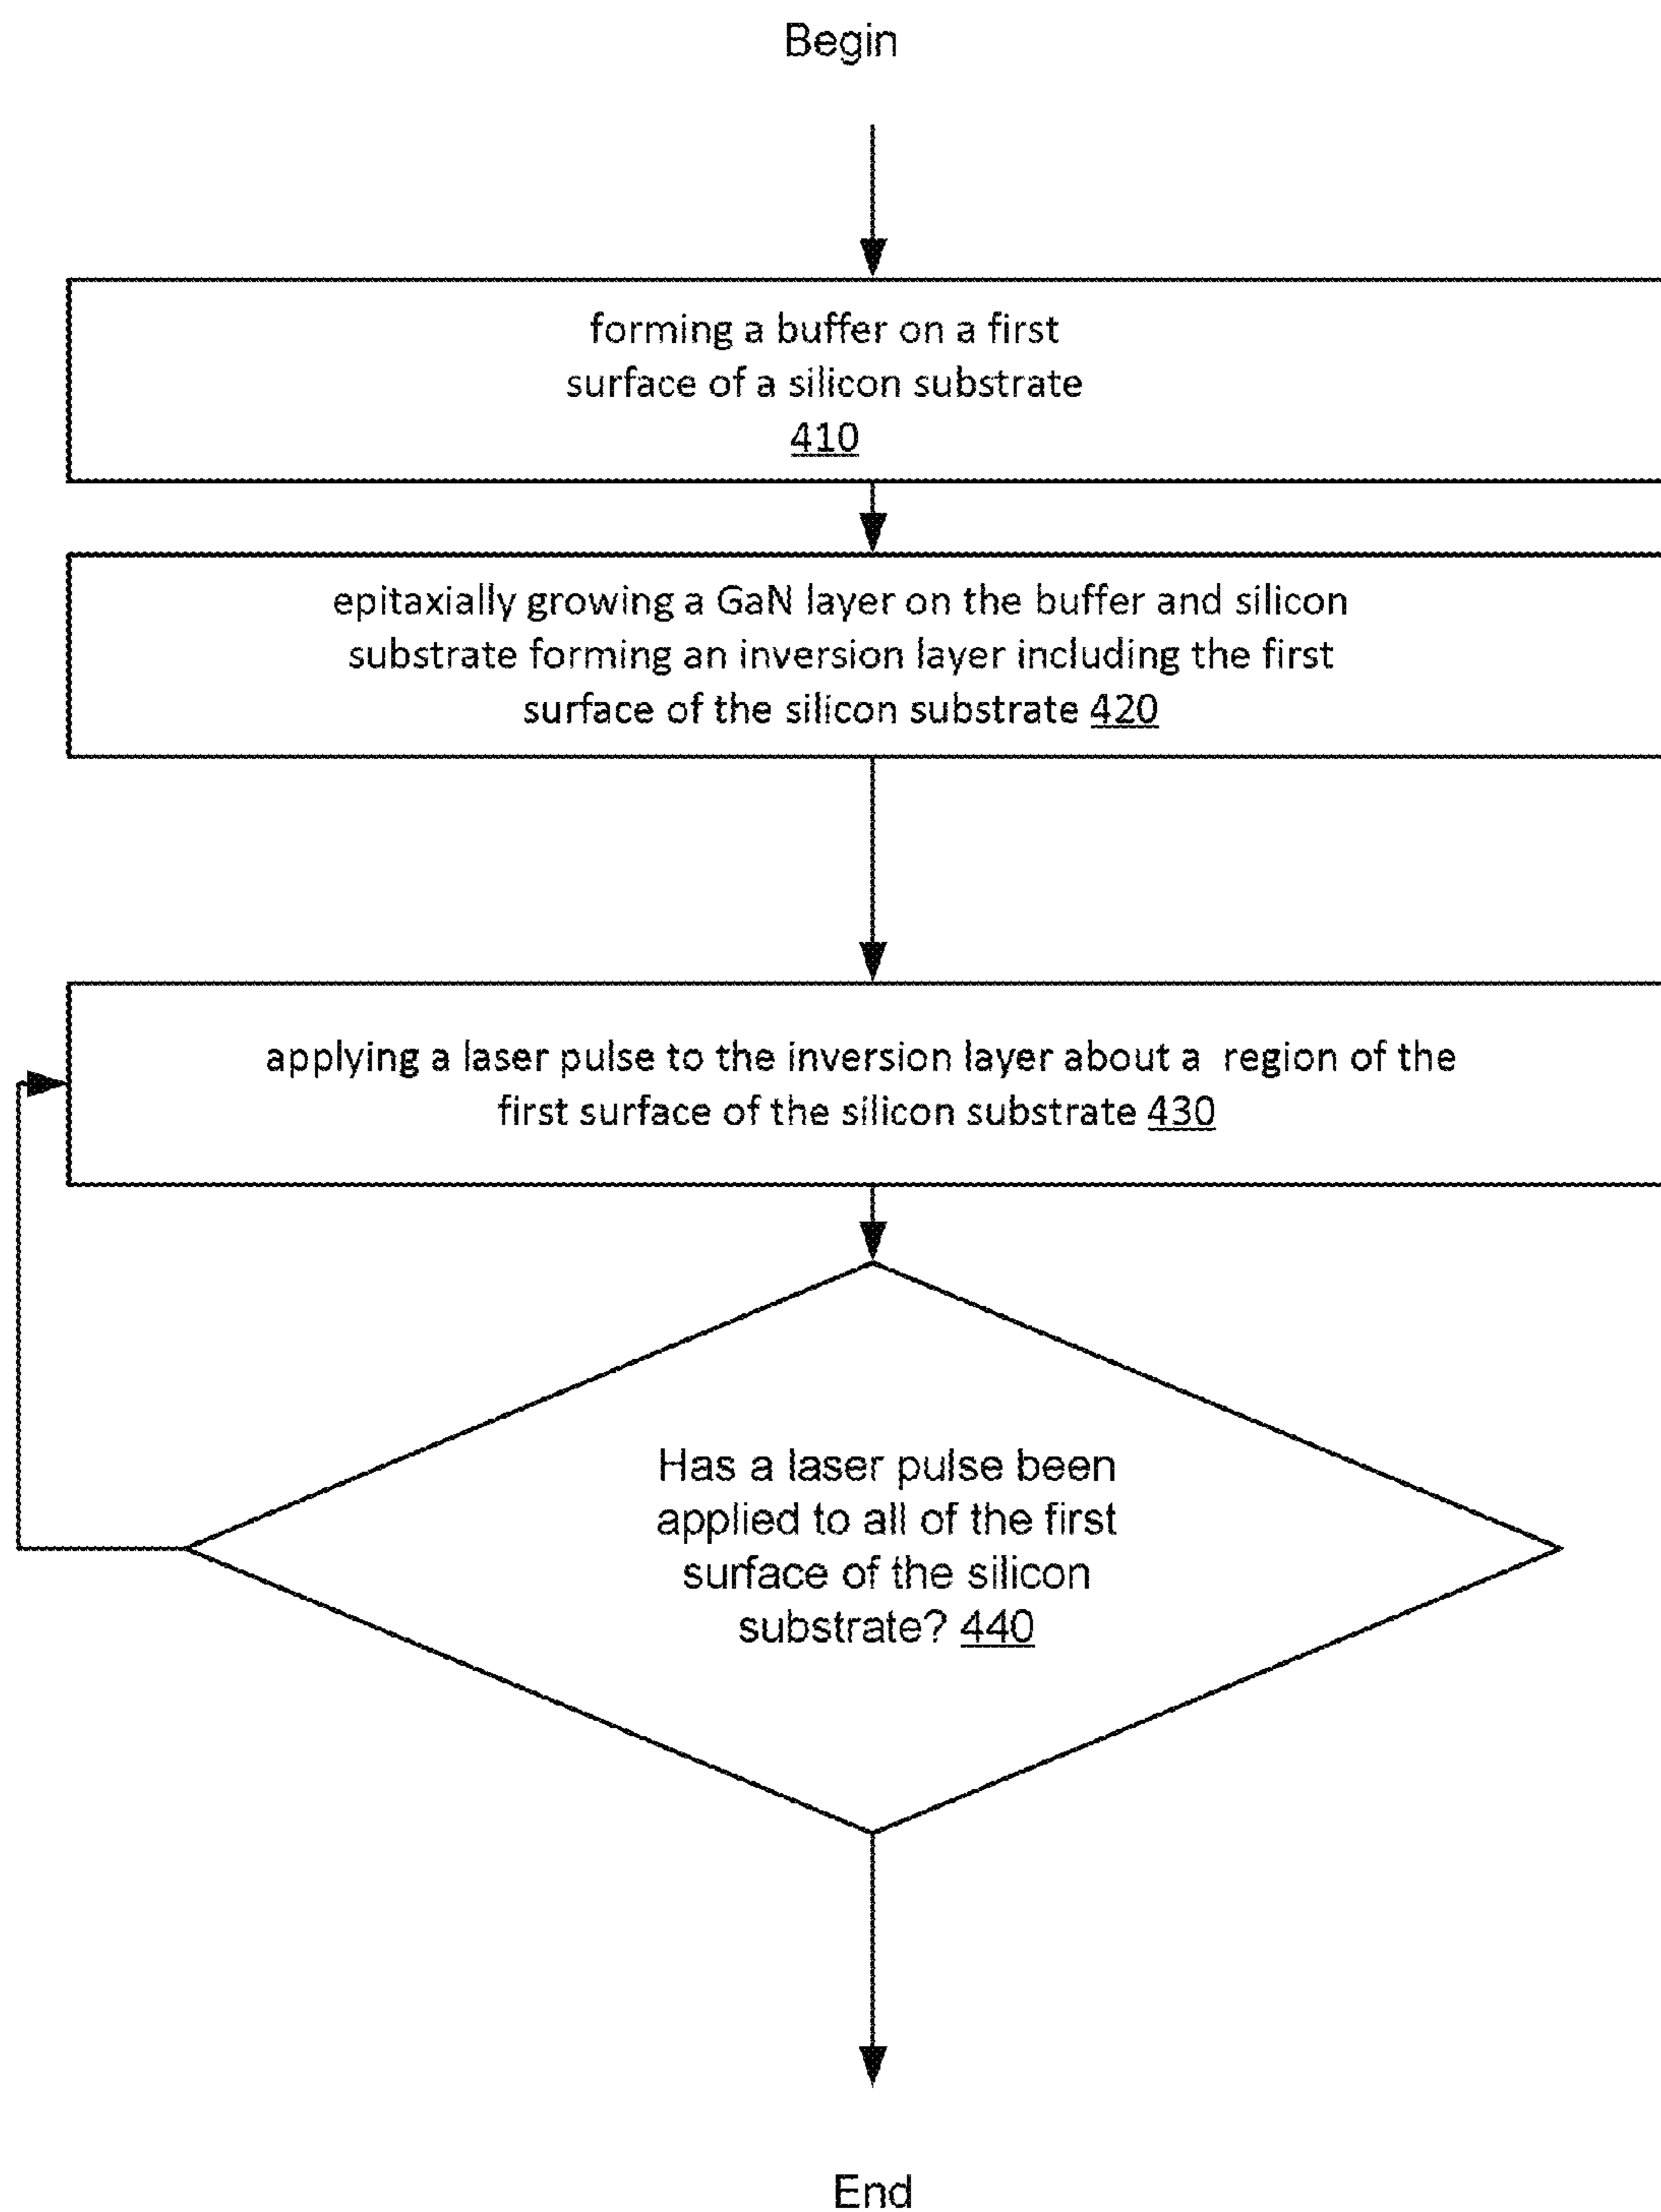 Begin
forming a buffer on a first
surface of a silicon substrate
410
epitaxially growing a GaN layer on the buffer and silicon
substrate forming an inversion layer including the first
surface of the silicon substrate 420
applying a laser pulse to the inversion layer about a region of the
first surface of the silicon substrate 430
Has a laser pulse been
applied to all of the first
surface of the silicon
substrate? 440
End